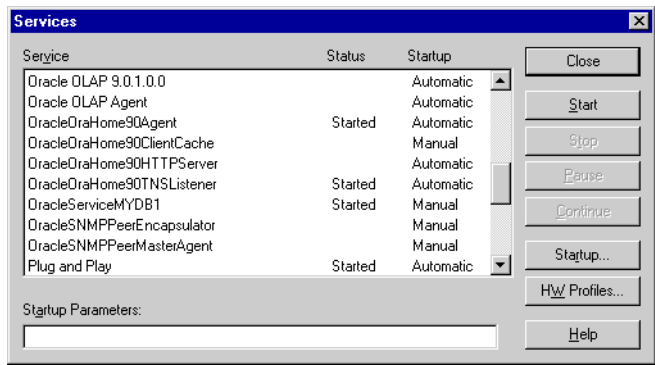 Services
Service Status Startup
Oracle OLAP 9.0.1.0.0 Automatic
Oracle OLAP Agent Automatic
OracleOraHome90Agent Started Automatic
OracleOraHome90ClientCache Manual
OracleOraHome90HTTPServer Automatic
OracleOraHome90TNSListener Started Automatic
OracleServiceMYDB1 Started Manual
OracleSNMPPeerEncapsulator Manual
OracleSNMPPeerMasterAgent Manual
Plug and Play Started Automatic
Startup Parameters:
Close
Start
Stop
Pause
Continue
Startup...
HW Profiles...
Help